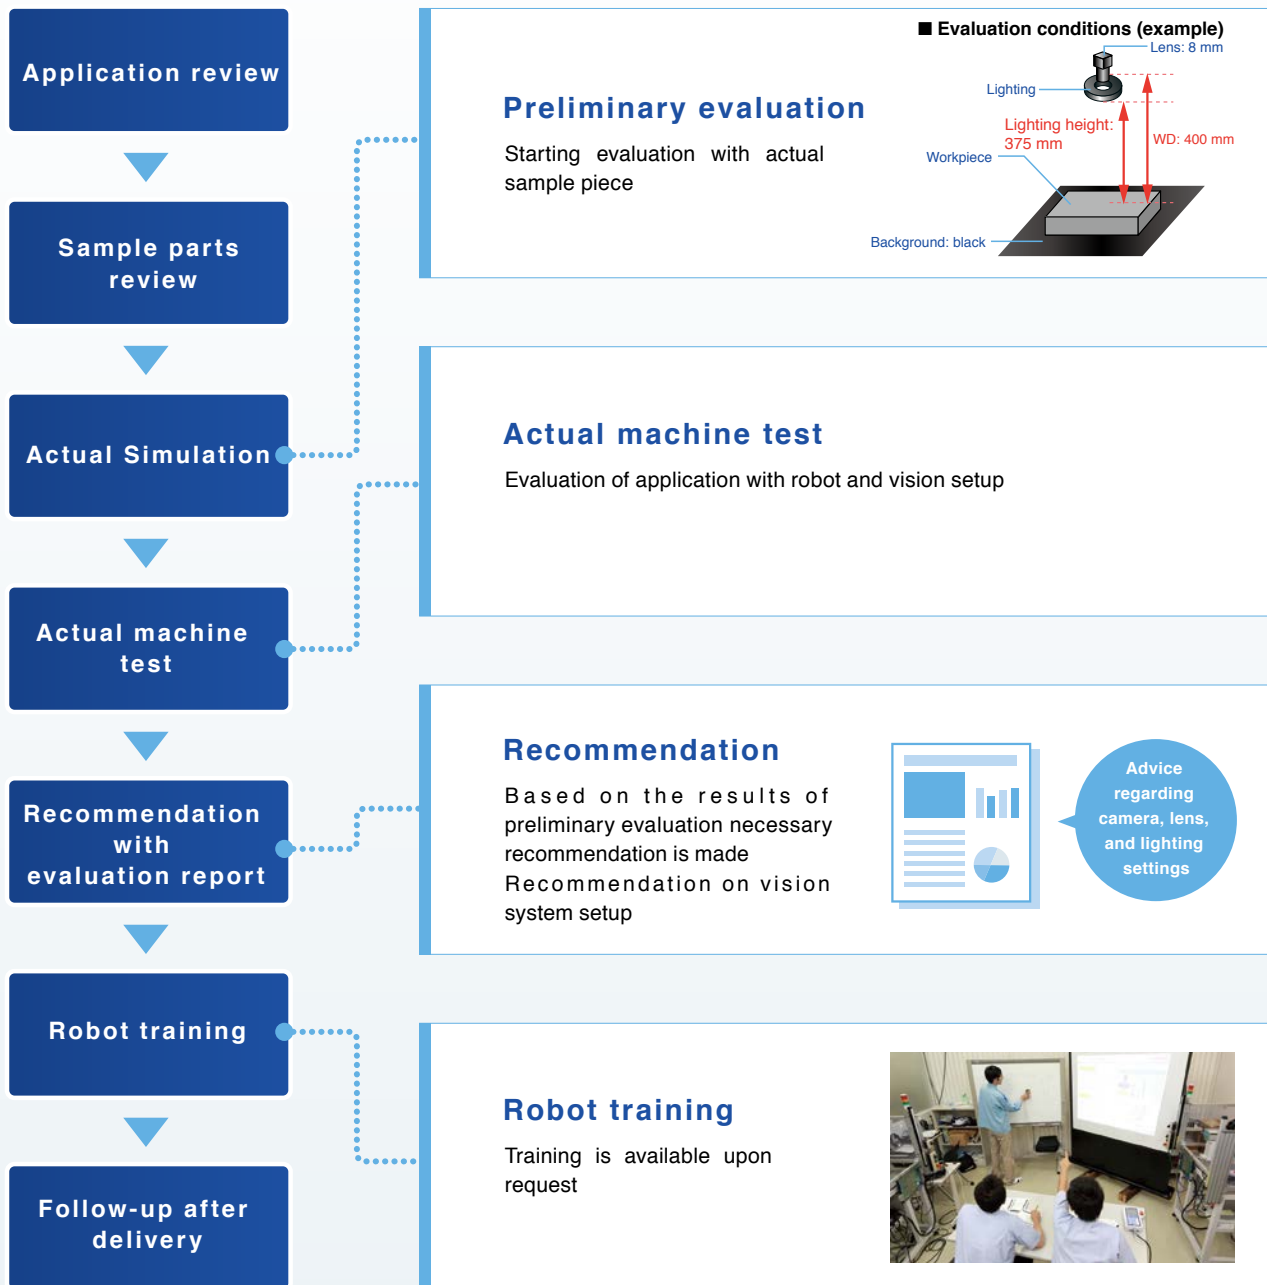 Application review
Sample parts
review
Actual Simulation
Actual machine
test
Recommendation
with
evaluation report
Robot training
Follow-up after
delivery
Preliminary evaluation
Starting evaluation with actual
sample piece
■ Evaluation conditions (example)
Lens: 8 mm
Lighting
Lighting height:
375 mm
WD: 400 mm
Workpiece
Background: black
Actual machine test
Evaluation of application with robot and vision setup
Recommendation
Based on the results of
preliminary evaluation necessary
recommendation is made
Recommendation on vision
system setup
Advice
regarding
camera, lens,
and lighting
settings
Robot training
Training is available upon
request